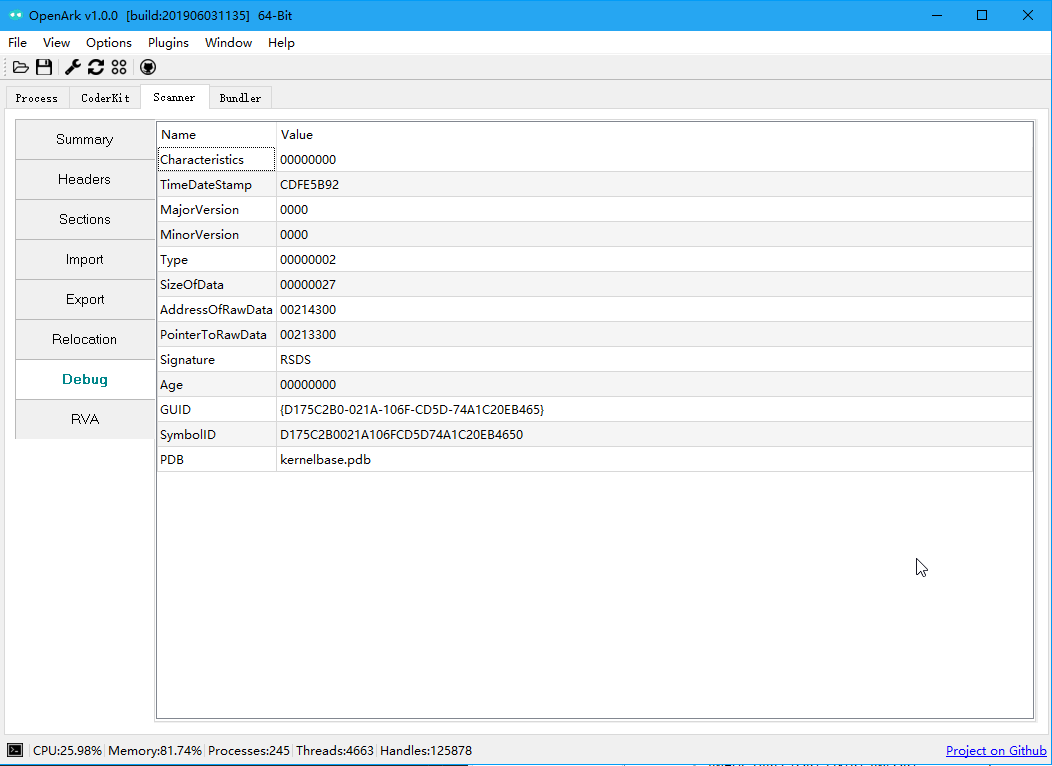 OpenArk v1.0.0 [build:201906031135] 64-Bit
File View Options Plugins Window Help
Process CoderKit Scanner Bundler
Summary
Headers
Sections
Import
Export
Relocation
Debug
RVA
Name Value
Characteristics 00000000
TimeDateStamp CDFE5B92
MajorVersion 0000
MinorVersion 0000
Type 00000002
SizeOfData 00000027
AddressOfRawData 00214300
PointerToRawData 00213300
Signature RSDS
Age 00000000
GUID {D175C2B0-021A-106F-CD5D-74A1C20EB465}
SymbolID D175C2B0021A106FCD5D74A1C20EB4650
PDB kernelbase.pdb
CPU:25.98% Memory:81.74% Processes:245 Threads:4663 Handles:125878 Project on Github